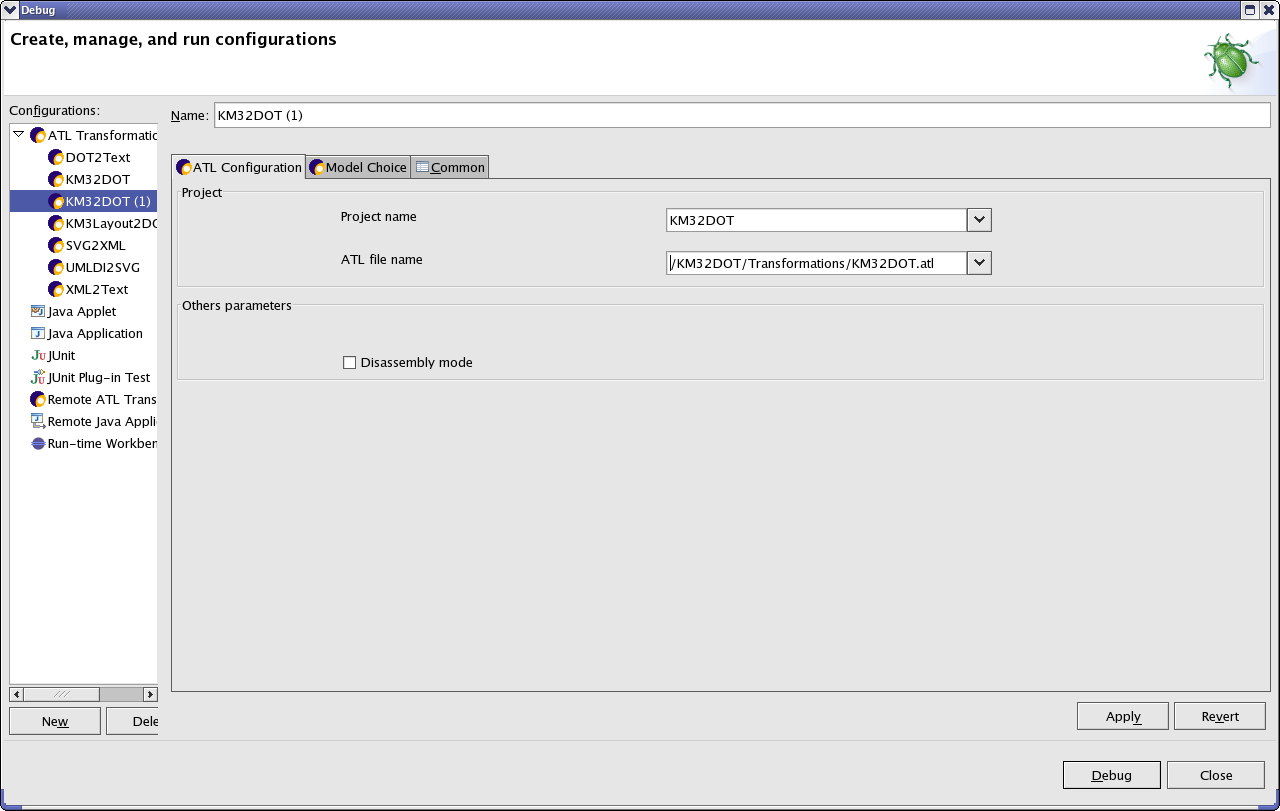 Debug
Create, manage, and run configurations
Configurations:
ATL Transformatio
DOT2Text
KM32DOT
KM32DOT (1)
KM3Layout2DO
SVG2XML
UMLDI2SVG
XML2Text
Java Applet
Java Application
JUnit
JUnit Plug-in Test
Remote ATL Trans
Remote Java Appli
Run-time Workben
New Dele
Name: KM32DOT (1)
ATL Configuration Model Choice Common
Project
Project name KM32DOT
ATL file name /KM32DOT/Transformations/KM32DOT.atl
Others parameters
Disassembly mode
Apply Revert
Debug Close